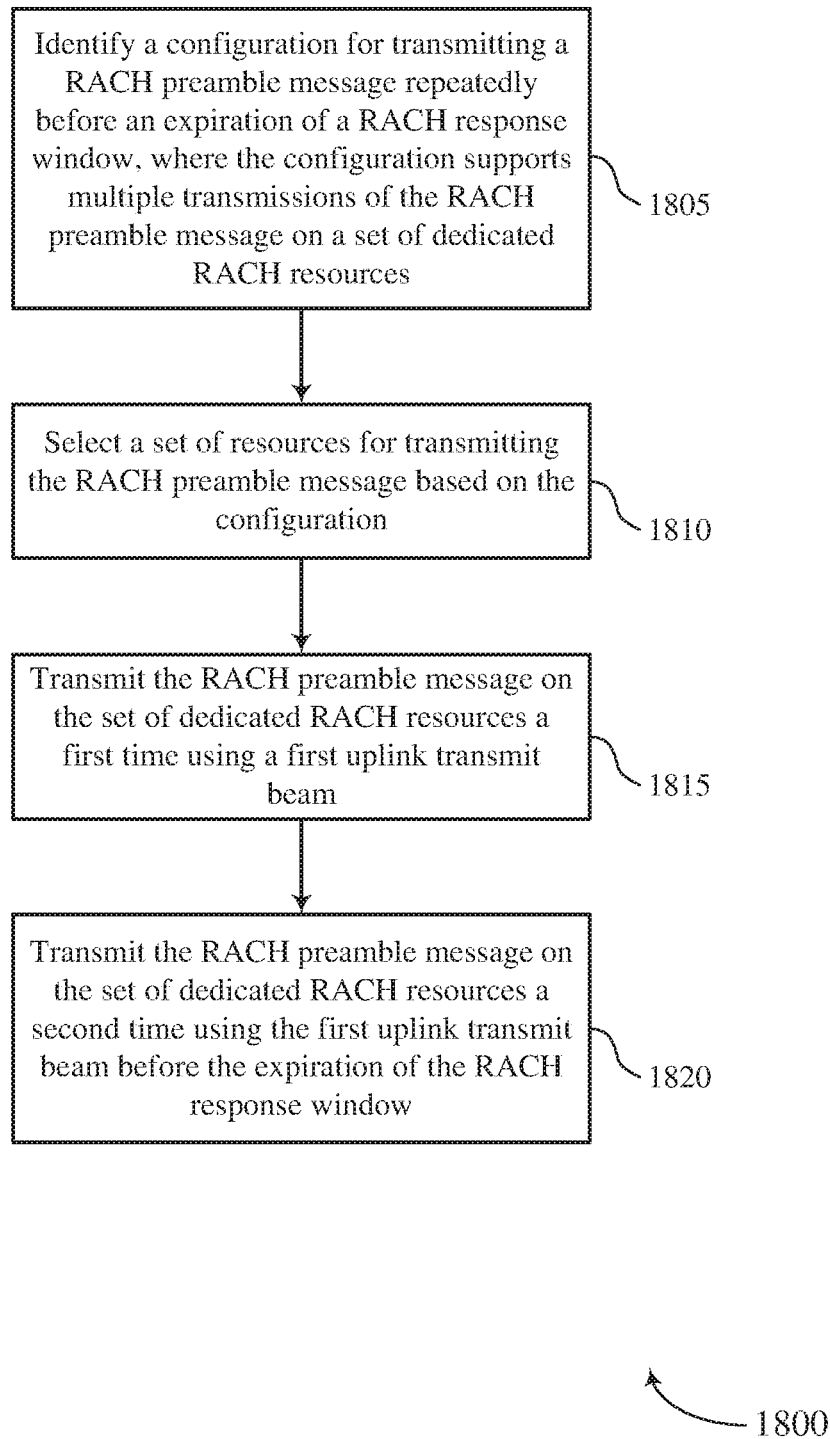 Identify a configuration for transmitting a
RACH preamble message repeatedly
before an expiration of a RACH response
window, where the configuration supports
multiple transmissions of the RACH
preamble message on a set of dedicated
RACH resources
1805
Select a set of resources for transmitting
the RACH preamble message based on the
configuration
1810
Transmit the RACH preamble message on
the set of dedicated RACH resources a
first time using a first uplink transmit
beam
1815
Transmit the RACH preamble message on
the set of dedicated RACH resources a
second time using the first uplink transmit
beam before the expiration of the RACH
response window
1820
1800